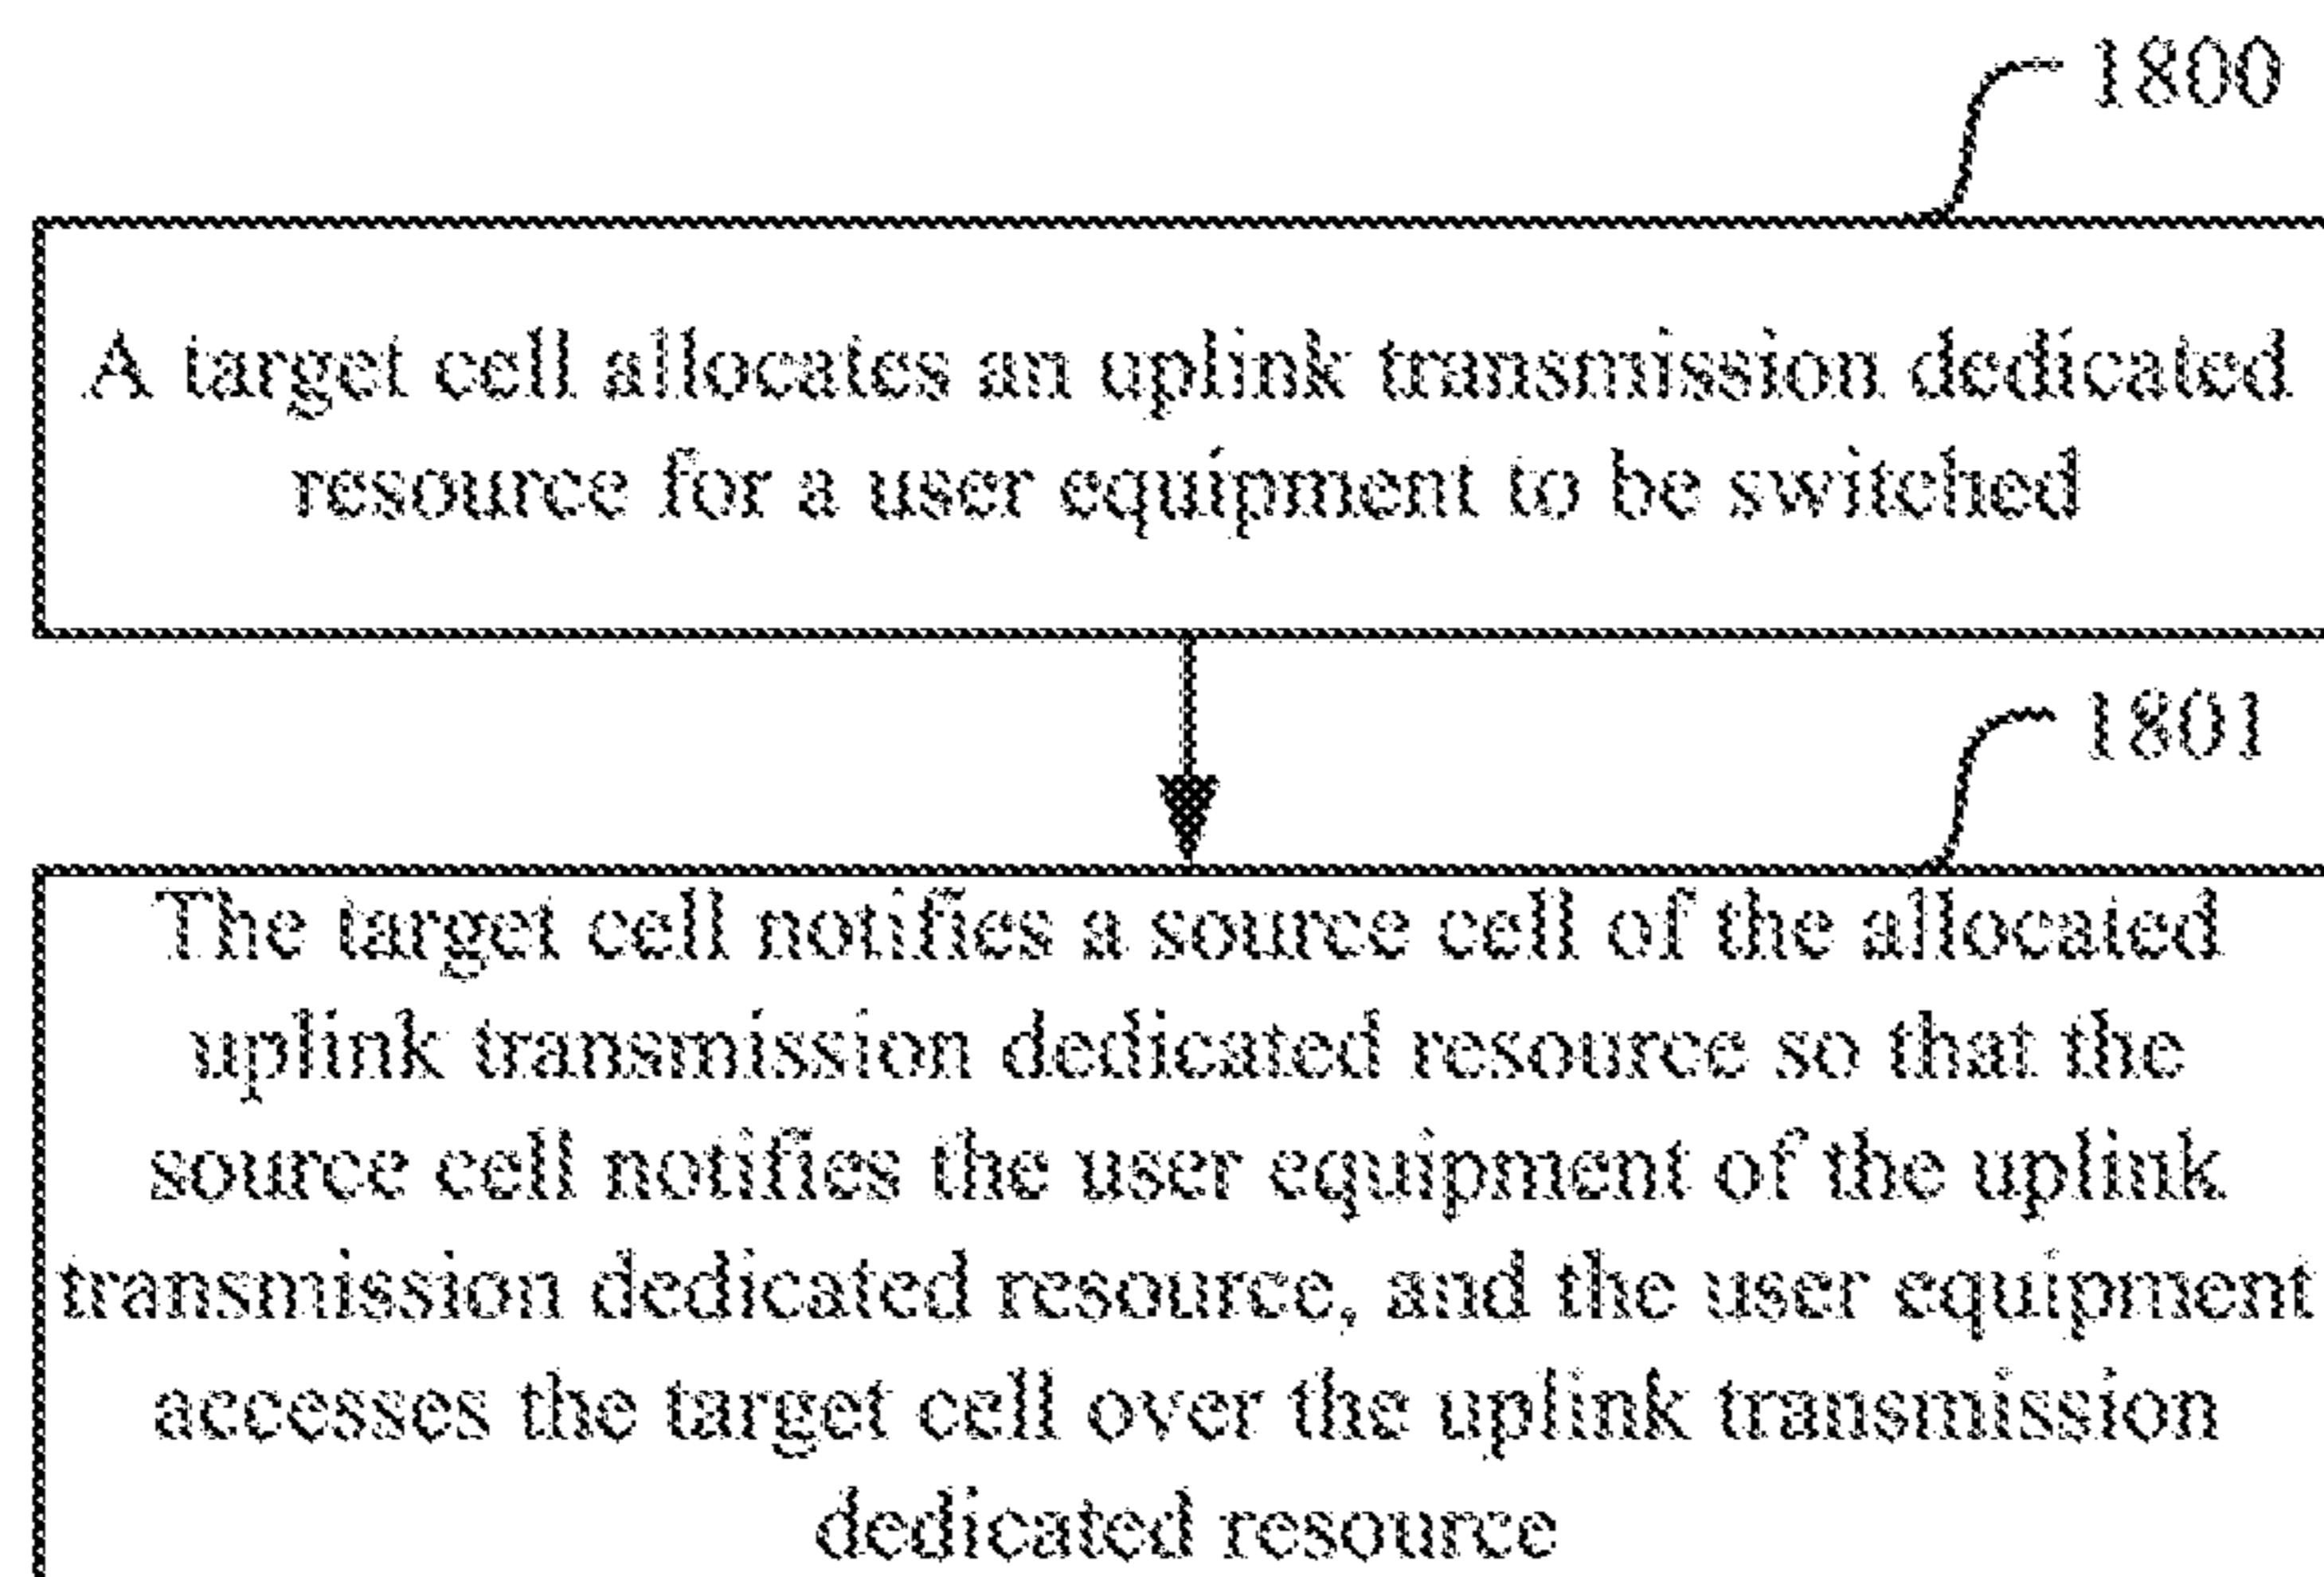 1800
A target cell allocates an uplink transmission dedicated
resource for a user equipment to be switched
1801
The target cell notifies a source cell of the allocated
uplink transmission dedicated resource so that the
source cell notifies the user equipment of the uplink
transmission dedicated resource, and the user equipment
accesses the target cell over the uplink transmission
dedicated resource